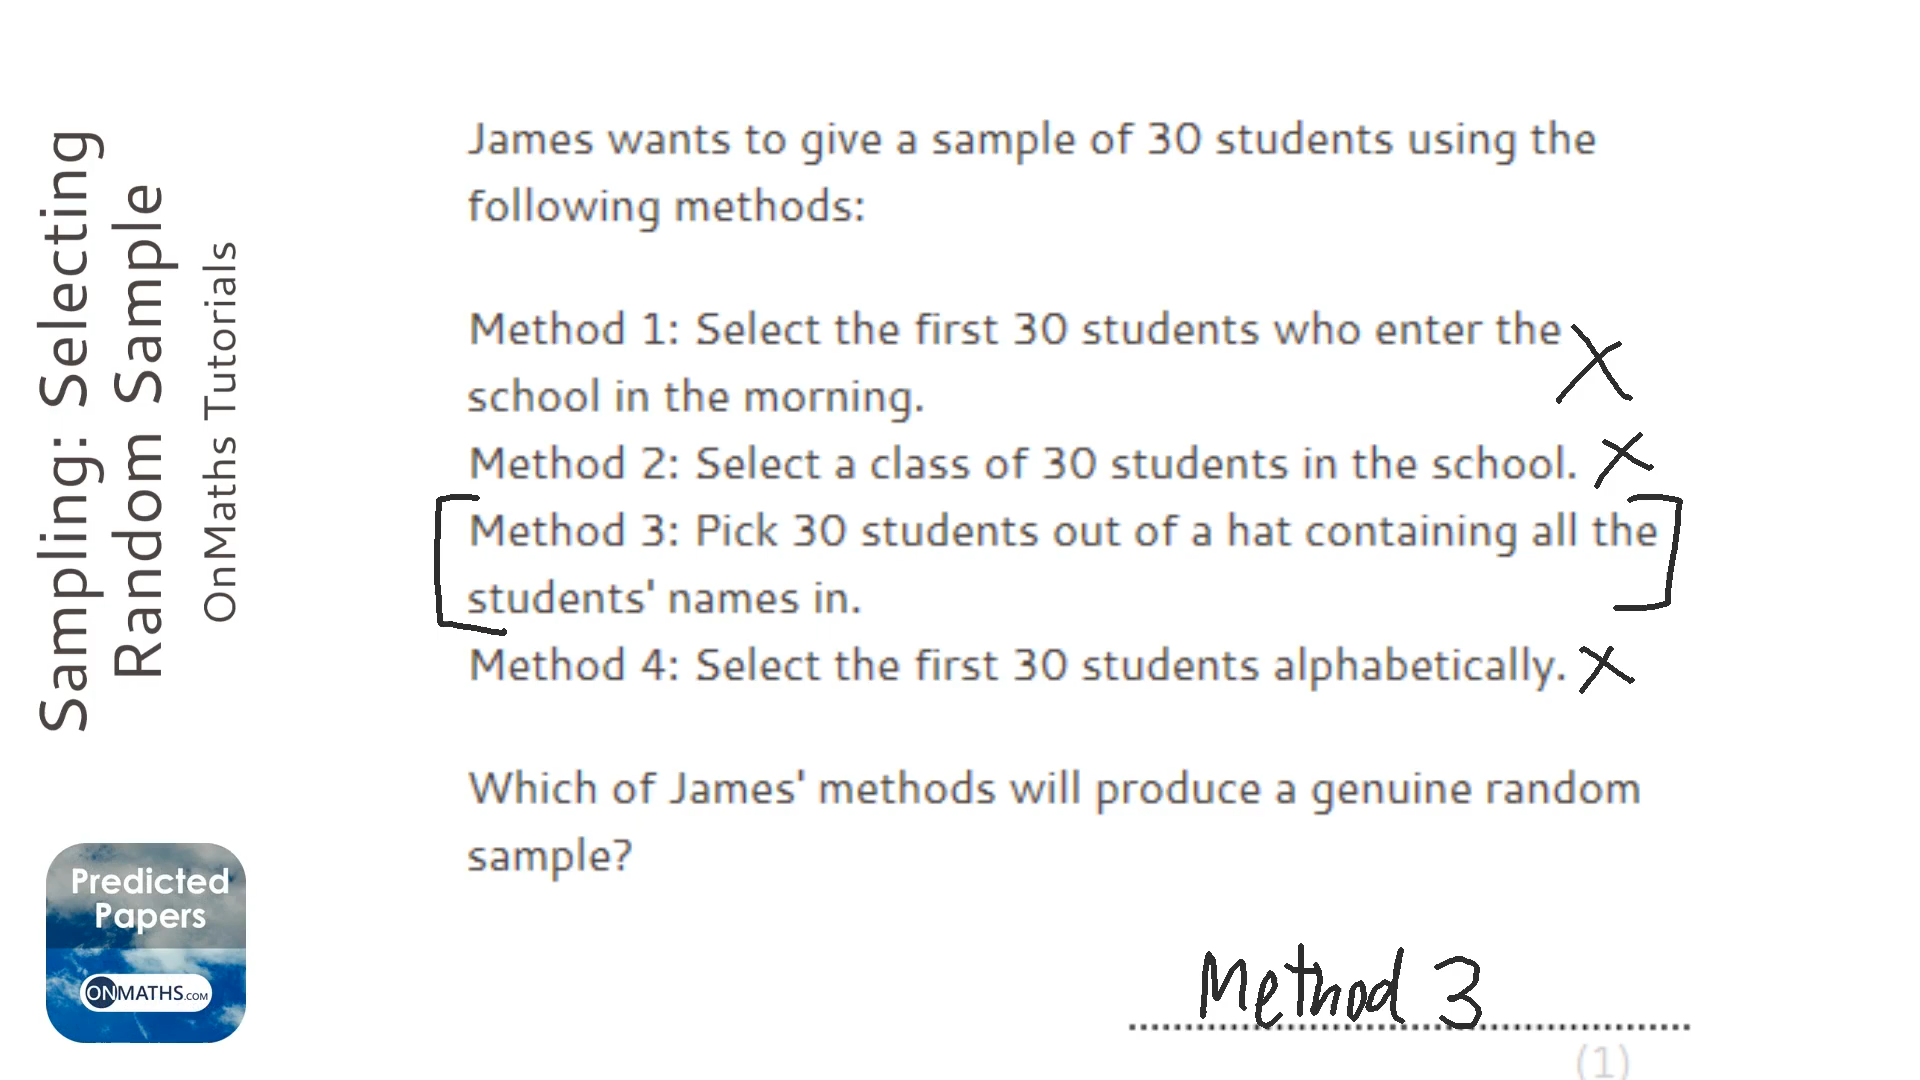 Sampling: Selecting
Random Sample
OnMaths Tutorials
James wants to give a sample of 30 students using the
following methods:
Method 1: Select the first 30 students who enter the
school in the morning.
Method 2: Select a class of 30 students in the school.
Method 3: Pick 30 students out of a hat containing all the
students' names in.
Method 4: Select the first 30 students alphabetically.
Which of James' methods will produce a genuine random
sample?
Method 3
(1)
Predicted
Papers
ONMATHS.COM